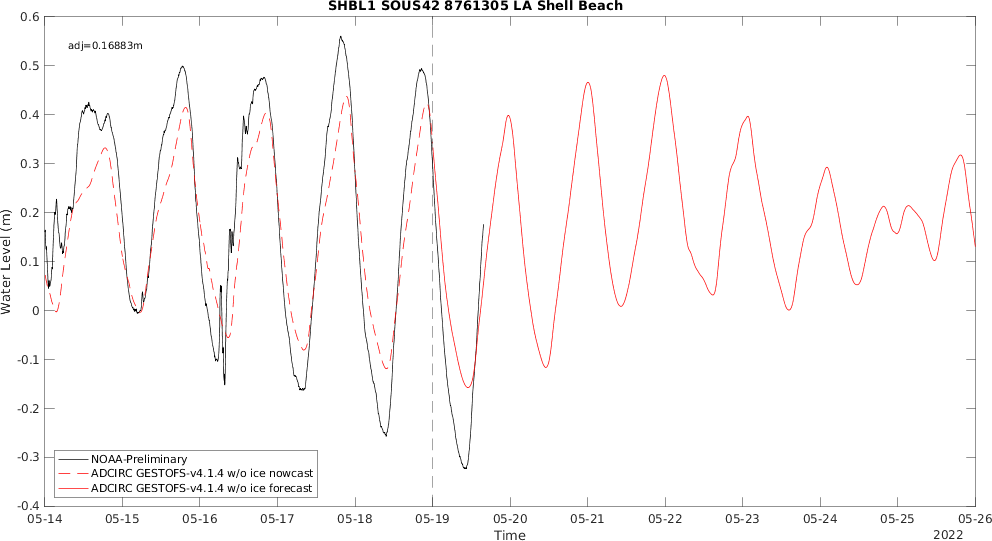 SHBL1 SOUS42 8761305 LA Shell Beach
adj=0.16883m
Water Level (m)
0.6
0.5
0.4
0.3
0.2
0.1
0
-0.1
-0.2
-0.3
-0.4
NOAA-Preliminary
ADCIRC GESTOFS-v4.1.4 w/o ice nowcast
ADCIRC GESTOFS-v4.1.4 w/o ice forecast
05-14 05-15 05-16 05-17 05-18 05-19 05-20 05-21 05-22 05-23 05-24 05-25 05-26
Time
2022